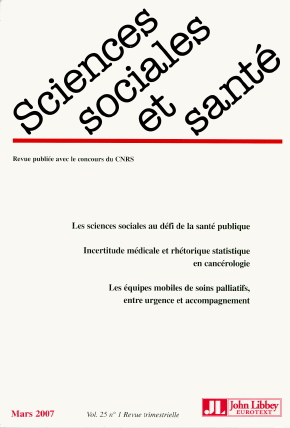 Sciences
sociales
et santé
Revue publiée avec le concours du CNRS
Les sciences sociales au défi de la santé publique
Incertitude médicale et rhétorique statistique
en cancérologie
Les équipes mobiles de soins palliatifs,
entre urgence et accompagnement
Mars 2007
Vol. 25 n° 1 Revue trimestrielle
JL
John Libbey
EUROTEXT